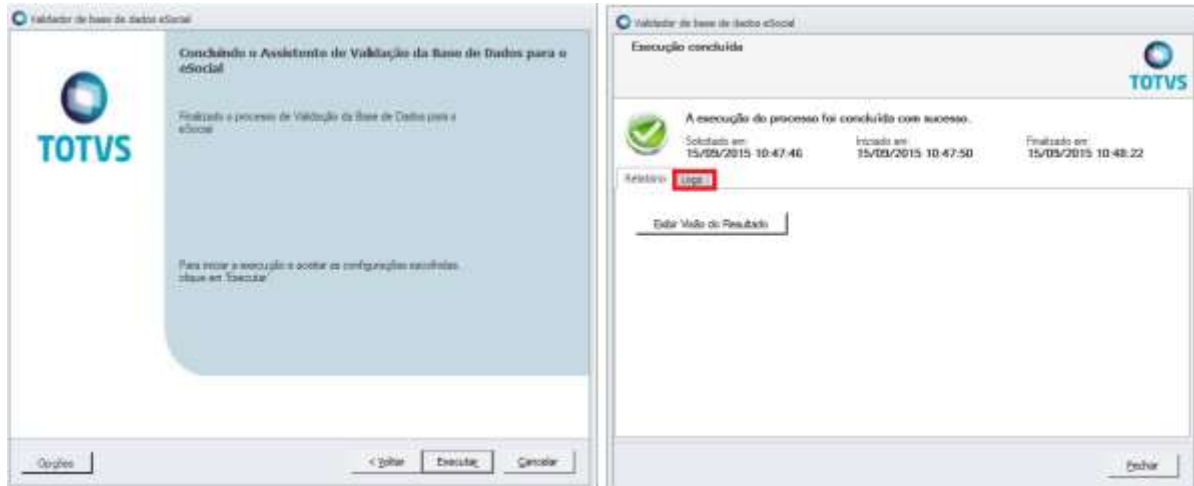 Validador de base de dados eSocial
TOTVS
Concluindo o Assistente de Validação da Base de Dados para o
eSocial
Finalizado o processo de Validação da Base de Dados para o
eSocial
Para iniciar a execução e aceitar as configurações escolhidas,
clique em 'Executar'
Opções
< Voltar
Executar
Cancelar
Validador de base de dados eSocial
Execução concluída
TOTVS
A execução do processo foi concluída com sucesso.
Solicitado em: Iniciado em: Finalizado em:
15/09/2015 10:47:46 15/09/2015 10:47:50 15/09/2015 10:48:22
Relatório Logs
Exibir Visão do Resultado
Fechar